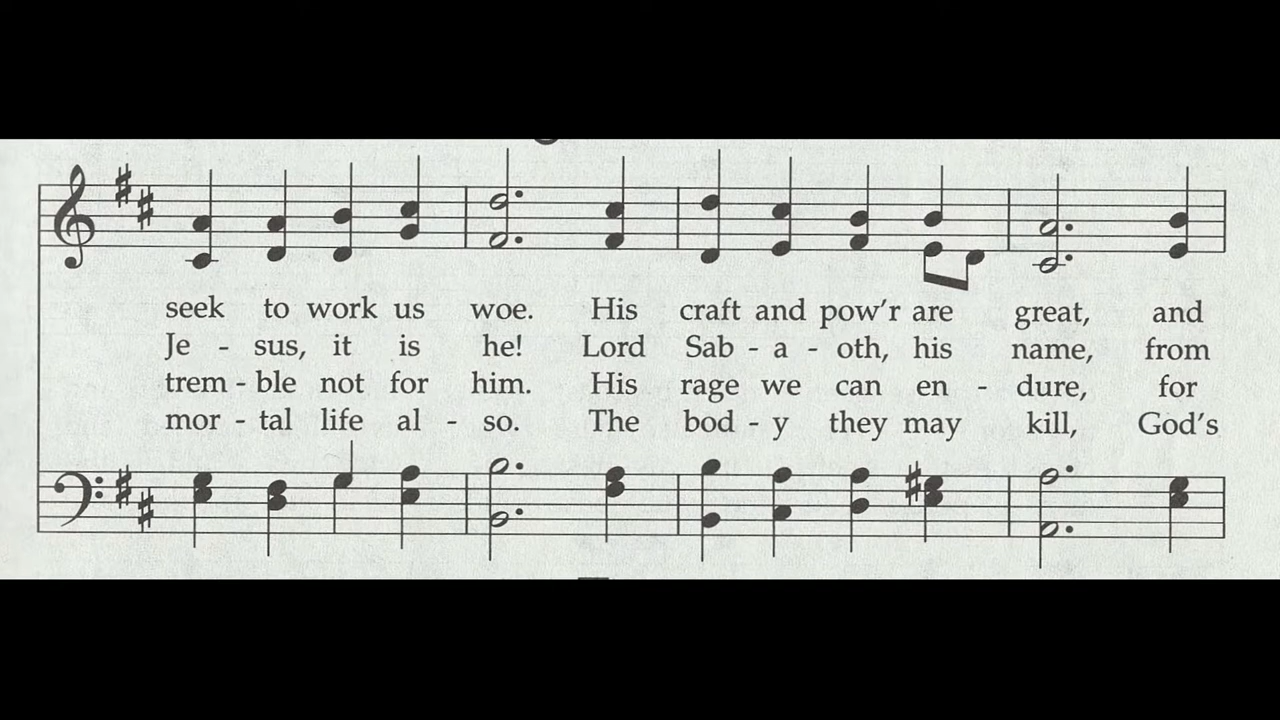 seek to work us woe. His craft and pow'r are great, and
Je - sus, it is he! Lord Sab - a - oth, his name, from
trem - ble not for him. His rage we can en - dure, for
mor - tal life al - so. The bod - y they may kill, God's